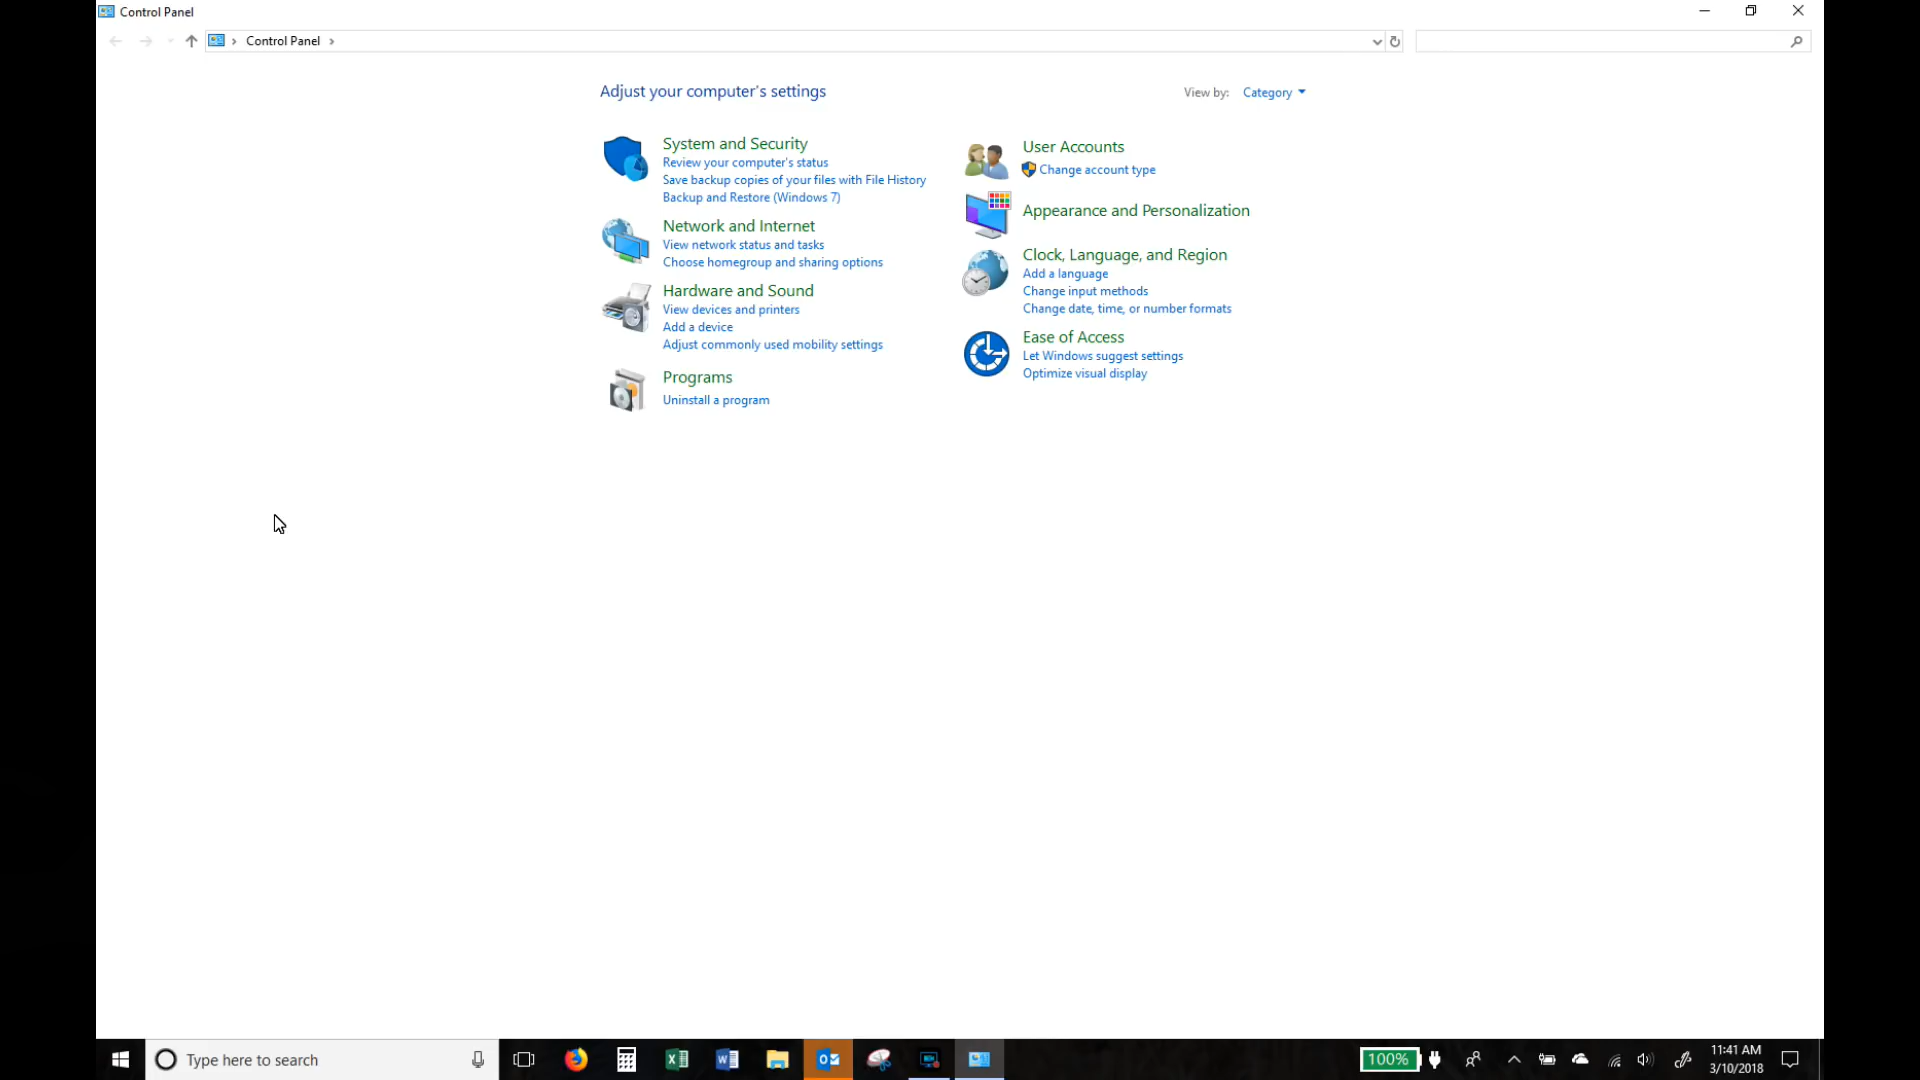 Control Panel
Control Panel
Adjust your computer's settings
View by: Category
System and Security
Review your computer's status
Save backup copies of your files with File History
Backup and Restore (Windows 7)
Network and Internet
View network status and tasks
Choose homegroup and sharing options
Hardware and Sound
View devices and printers
Add a device
Adjust commonly used mobility settings
Programs
Uninstall a program
User Accounts
Change account type
Appearance and Personalization
Clock, Language, and Region
Add a language
Change input methods
Change date, time, or number formats
Ease of Access
Let Windows suggest settings
Optimize visual display
Type here to search
100%
11:41 AM
3/10/2018